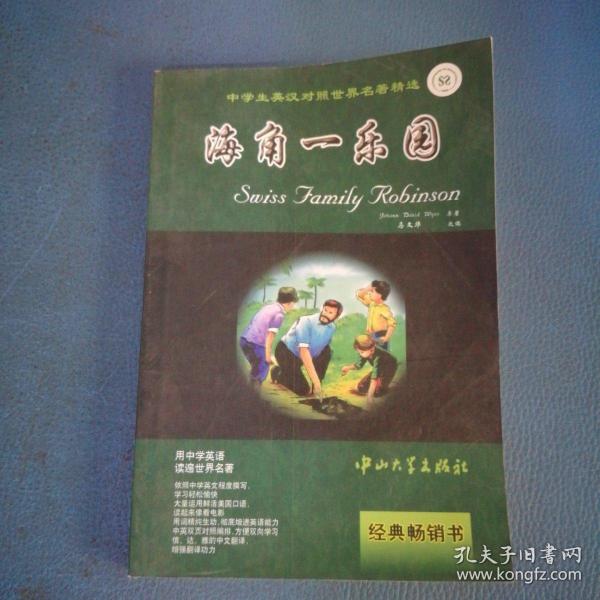 中学生英汉对照世界名著精选
海角一乐园
Swiss Family Robinson
Johann David Wyss 原著
改编
用中学英语
读遍世界名著
依照中学英文程度撰写,
学习轻松愉快
大量运用鲜活美国口语,
读起来像看电影
用词精纯生动,彻底增进英语能力
中英双页对照编排,方便双向学习
信、达、雅的中文翻译,
增强翻译功力
中山大学出版社
经典畅销书
孔夫子旧书网
www.kongfz.com